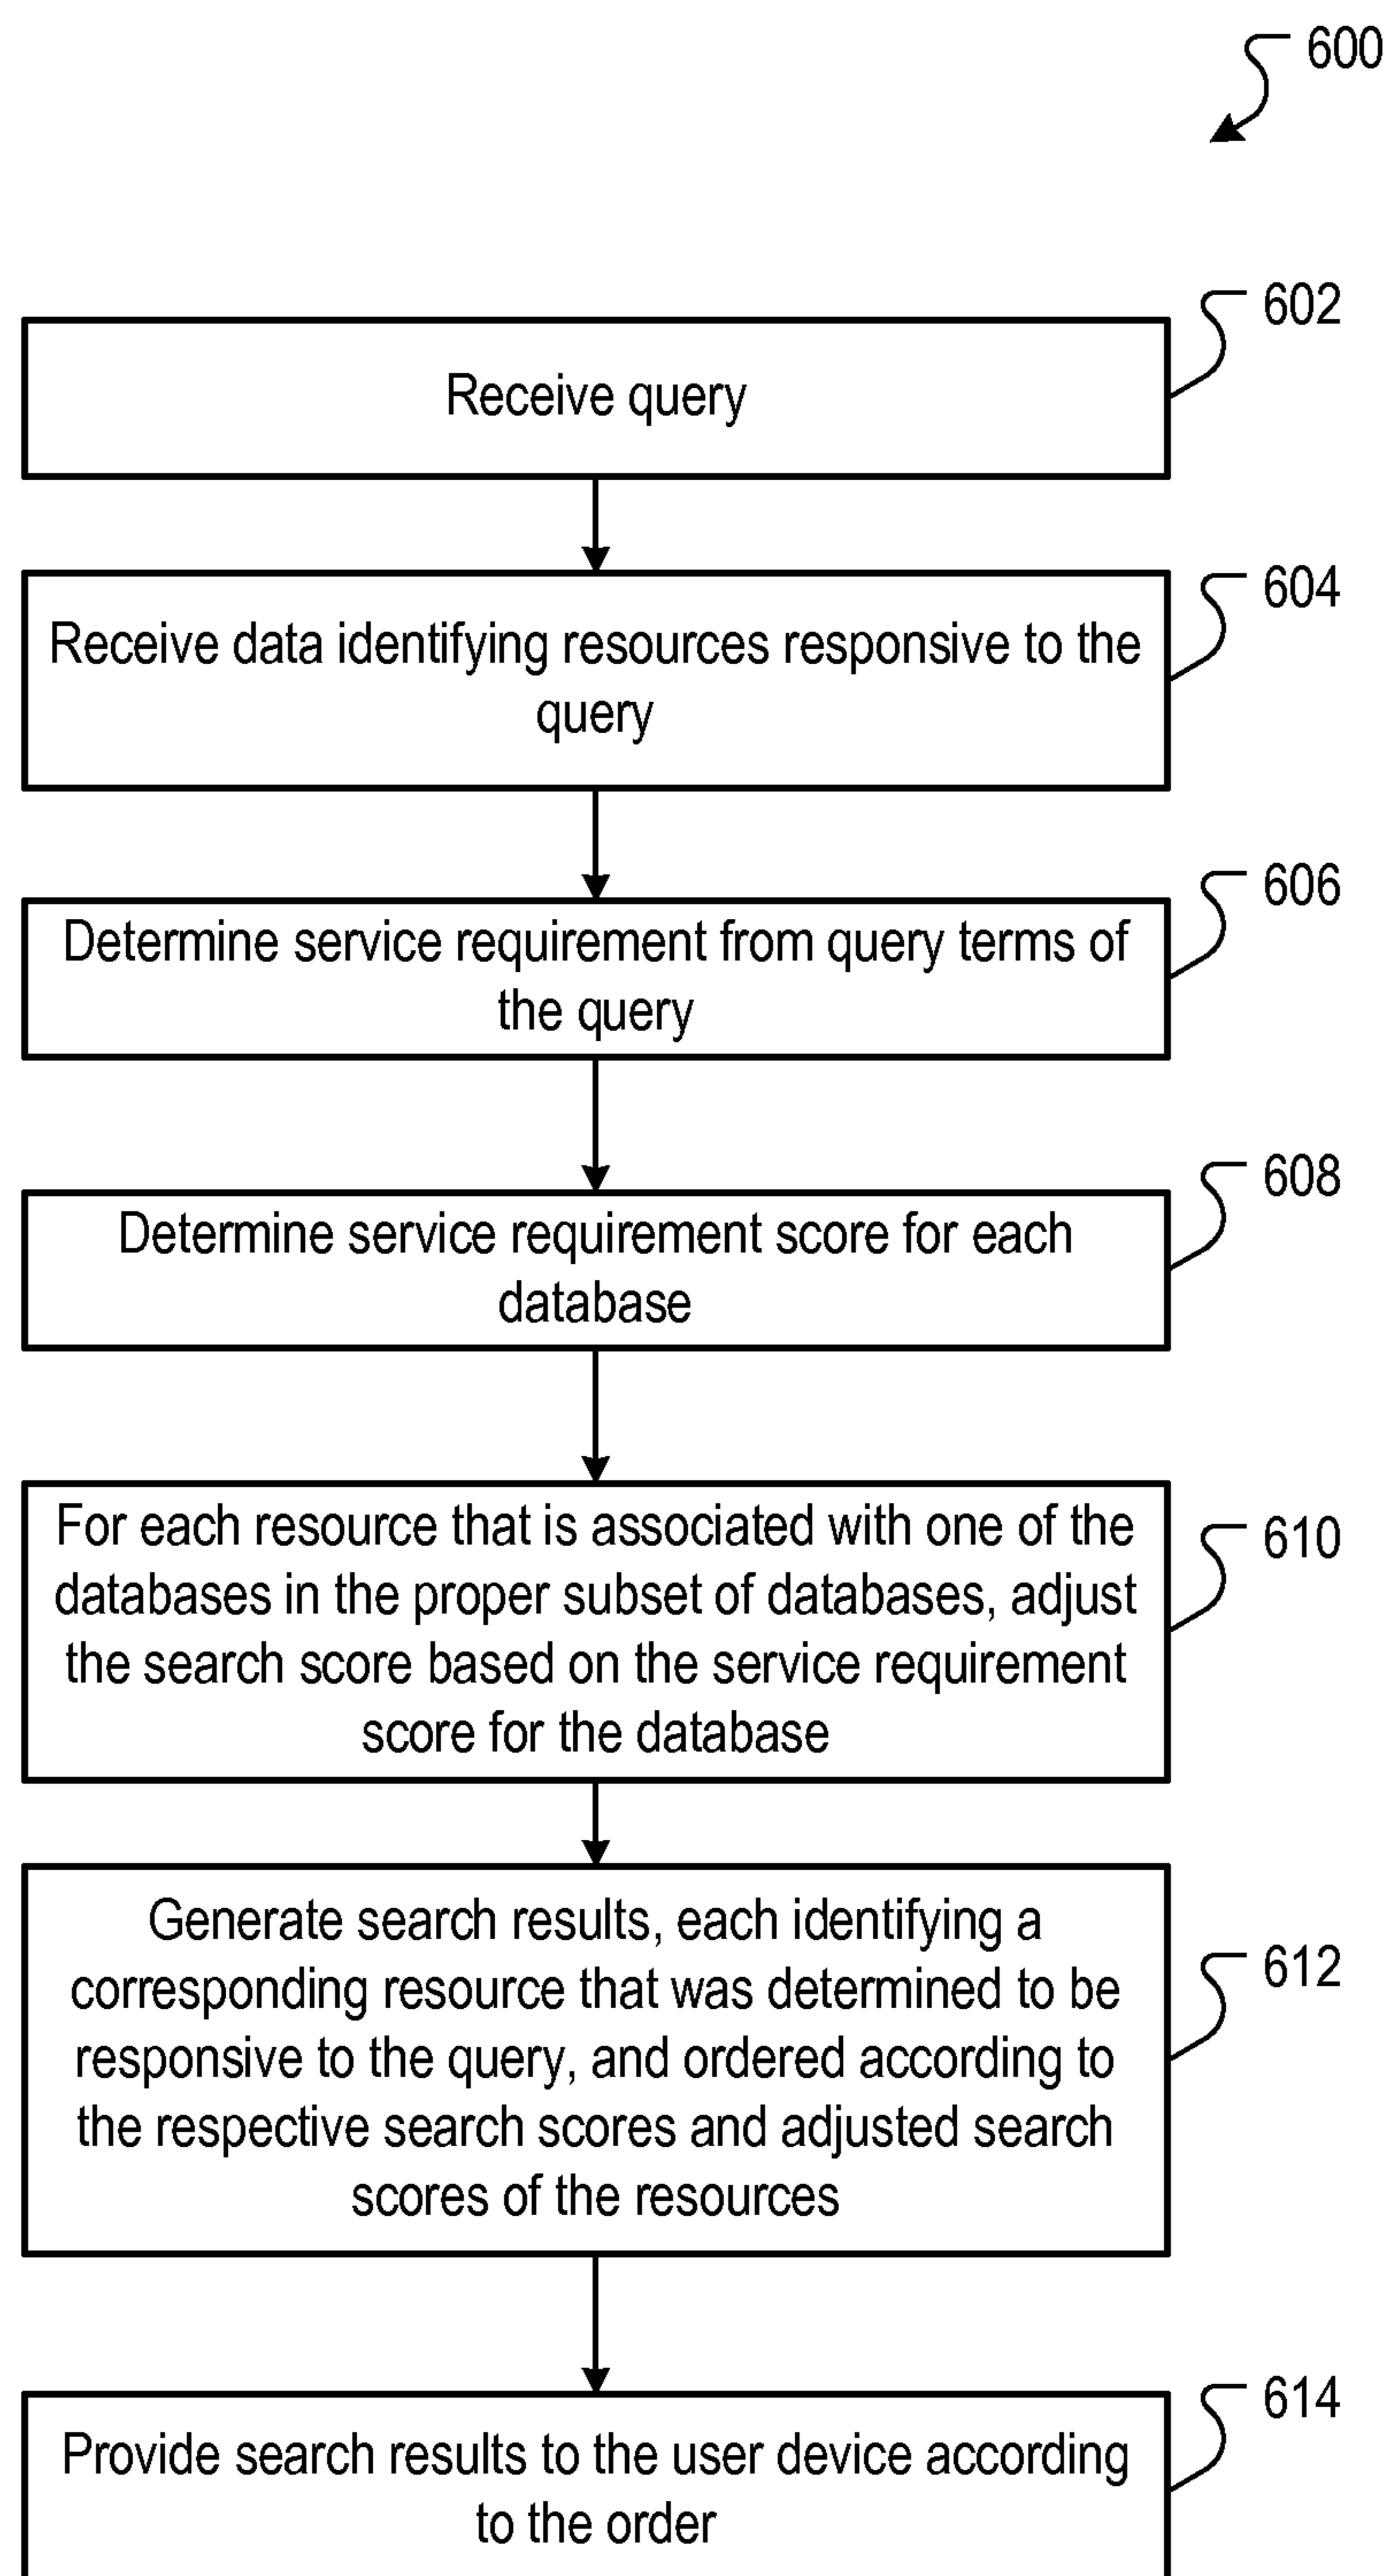 600
602
Receive query
604
Receive data identifying resources responsive to the
query
606
Determine service requirement from query terms of
the query
608
Determine service requirement score for each
database
610
For each resource that is associated with one of the
databases in the proper subset of databases, adjust
the search score based on the service requirement
score for the database
612
Generate search results, each identifying a
corresponding resource that was determined to be
responsive to the query, and ordered according to
the respective search scores and adjusted search
scores of the resources
614
Provide search results to the user device according
to the order